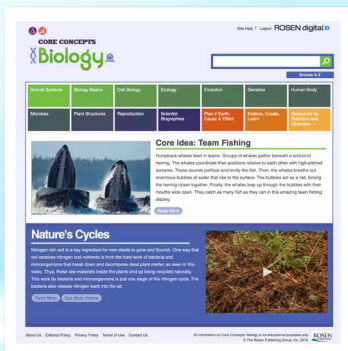 Site Help | Logout ROSEN digital»
CORE CONCEPTS
Biology
Browse A-Z
Animal Systems
Biology Basics
Cell Biology
Ecology
Evolution
Genetics
Human Body
Microbes
Plant Structures
Reproduction
Scientist
Biographies
Plan It Earth:
Cause & Effect
Explore, Create,
Learn
Resources for
Teachers and
Librarians
Core Idea: Team Fishing
Humpback whales feed in teams. Groups of whales gather beneath a school of
herring. The whales coordinate their positions relative to each other with high-pitched
screams. These sounds confuse and terrify the fish. Then, the whales breathe out
enormous bubbles of water that rise to the surface. The bubbles act as a net, forcing
the herring closer together. Finally, the whales leap up through the bubbles with their
mouths wide open. They catch as many fish as they can in this amazing team fishing
display.
Read More
Nature's Cycles
Nitrogen-rich soil is a key ingredient for new plants to grow and flourish. One way that
soil receives nitrogen and nutrients is from the hard work of bacteria and
microorganisms that break down and decompose dead plant matter, as seen in this
video. Thus, these raw materials inside the plants end up being recycled naturally.
This work by bacteria and microorganisms is just one stage of the nitrogen cycle. The
bacteria also release nitrogen back into the air.
Read More
See More Videos
About Us Editorial Policy Privacy Policy Terms of Use Contact Us
All information on Core Concepts: Biology is for educational purposes only.
© The Rosen Publishing Group, Inc. 2016
ROSEN